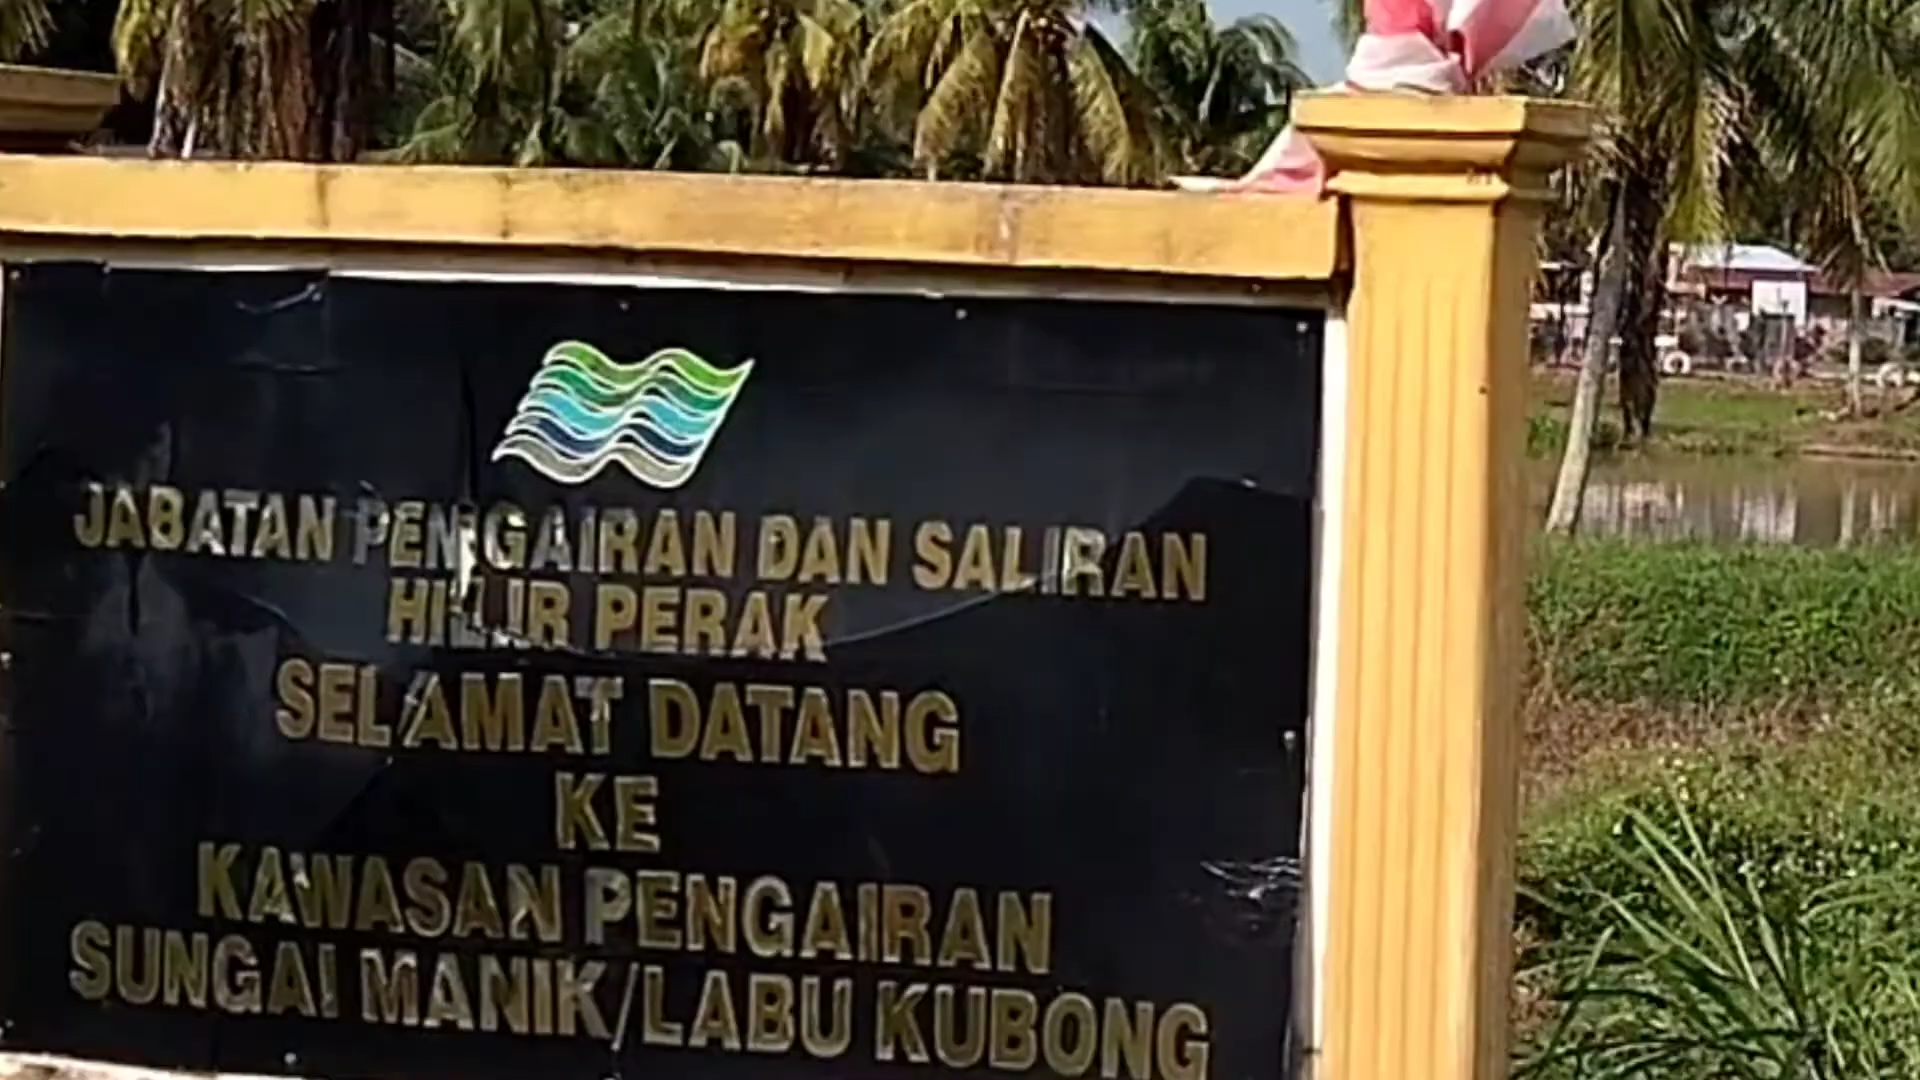 JABATAN PENGAIRAN DAN SALIRAN
HILIR PERAK
SELAMAT DATANG
KE
KAWASAN PENGAIRAN
SUNGAI MANIK/LABU KUBONG